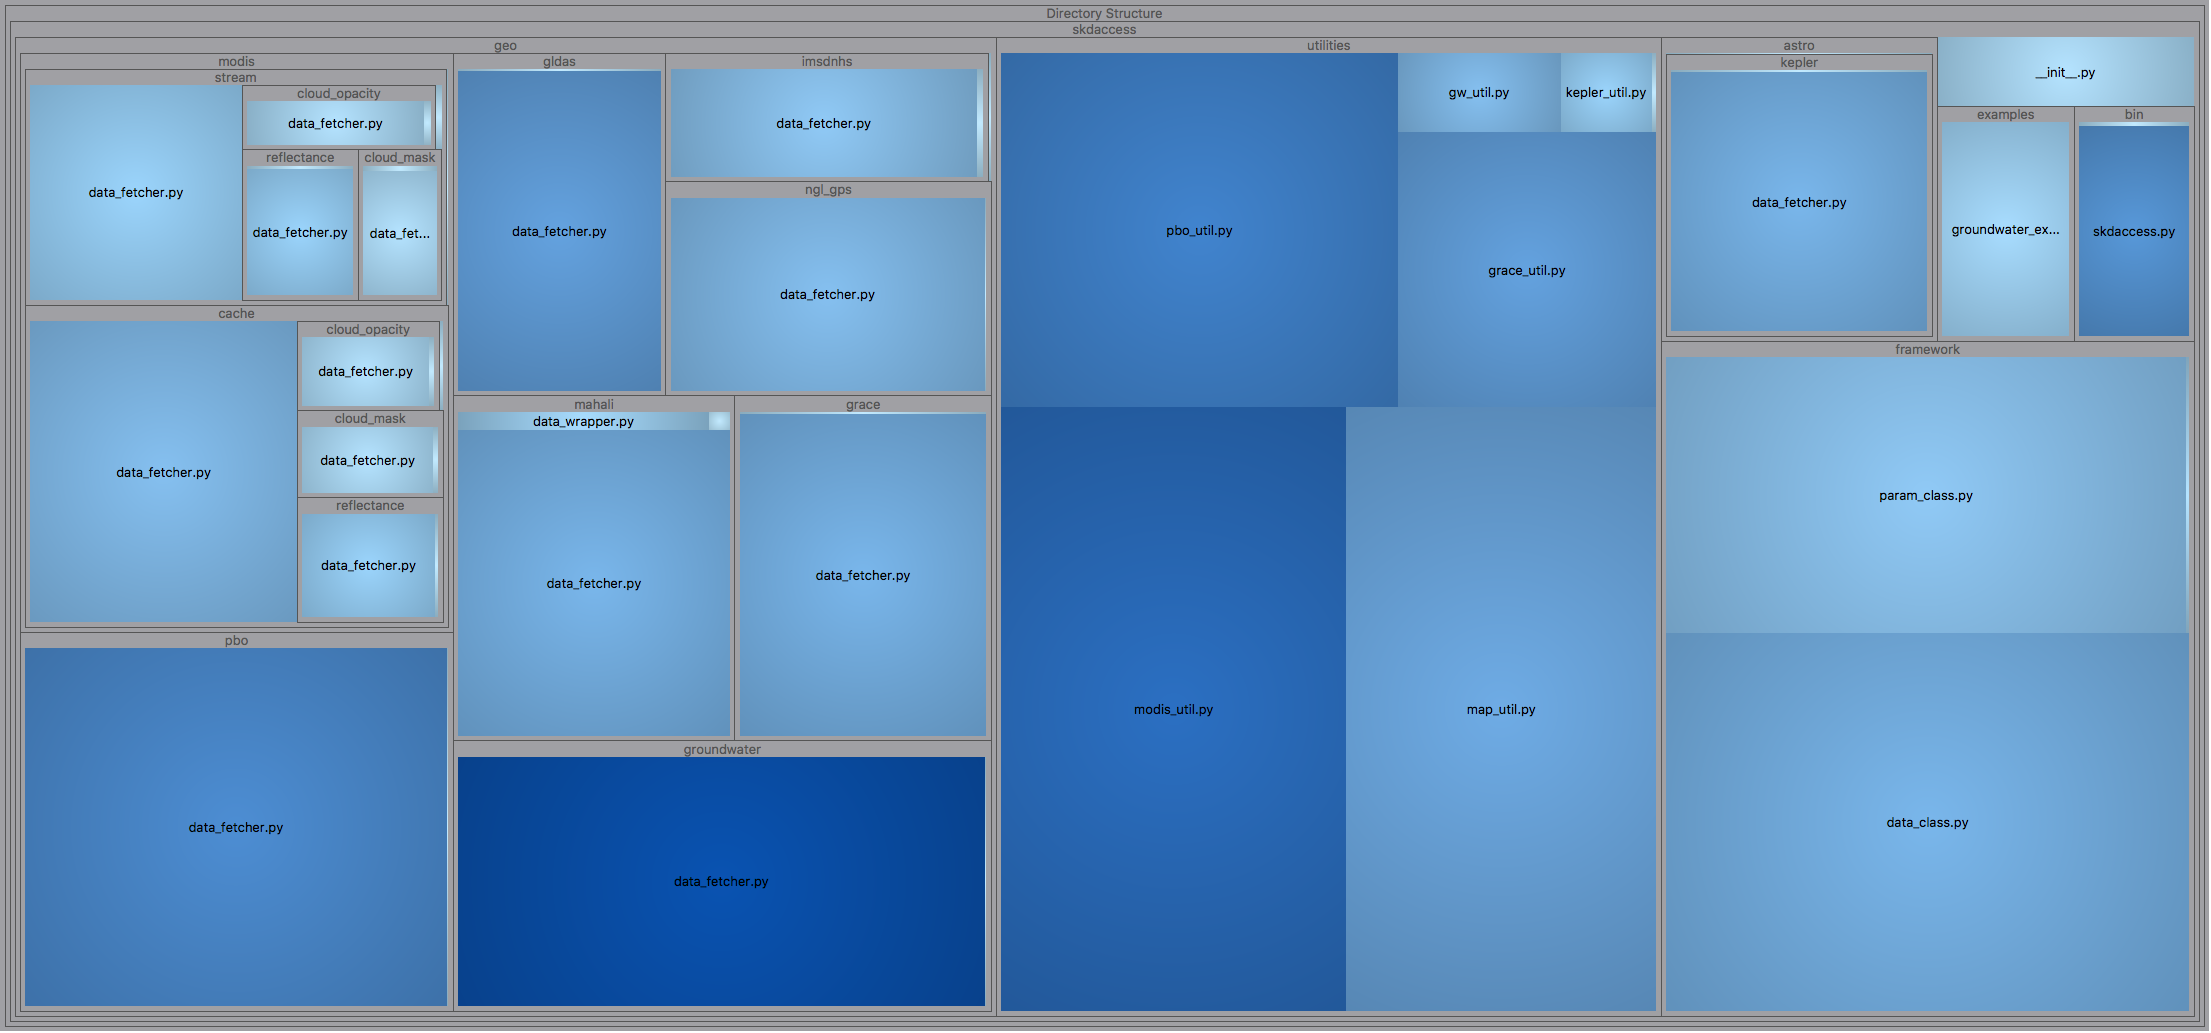 Directory Structure
skdaccess
geo
modis
stream
data_fetcher.py
cloud_opacity
data_fetcher.py
reflectance
data_fetcher.py
cloud_mask
data_fet...
cache
data_fetcher.py
cloud_opacity
data_fetcher.py
cloud_mask
data_fetcher.py
reflectance
data_fetcher.py
pbo
data_fetcher.py
gldas
data_fetcher.py
imsdnhs
data_fetcher.py
ngl_gps
data_fetcher.py
mahali
data_wrapper.py
data_fetcher.py
grace
data_fetcher.py
groundwater
data_fetcher.py
utilities
pbo_util.py
gw_util.py
kepler_util.py
grace_util.py
modis_util.py
map_util.py
astro
kepler
data_fetcher.py
__init__.py
examples
groundwater_ex...
bin
skdaccess.py
framework
param_class.py
data_class.py